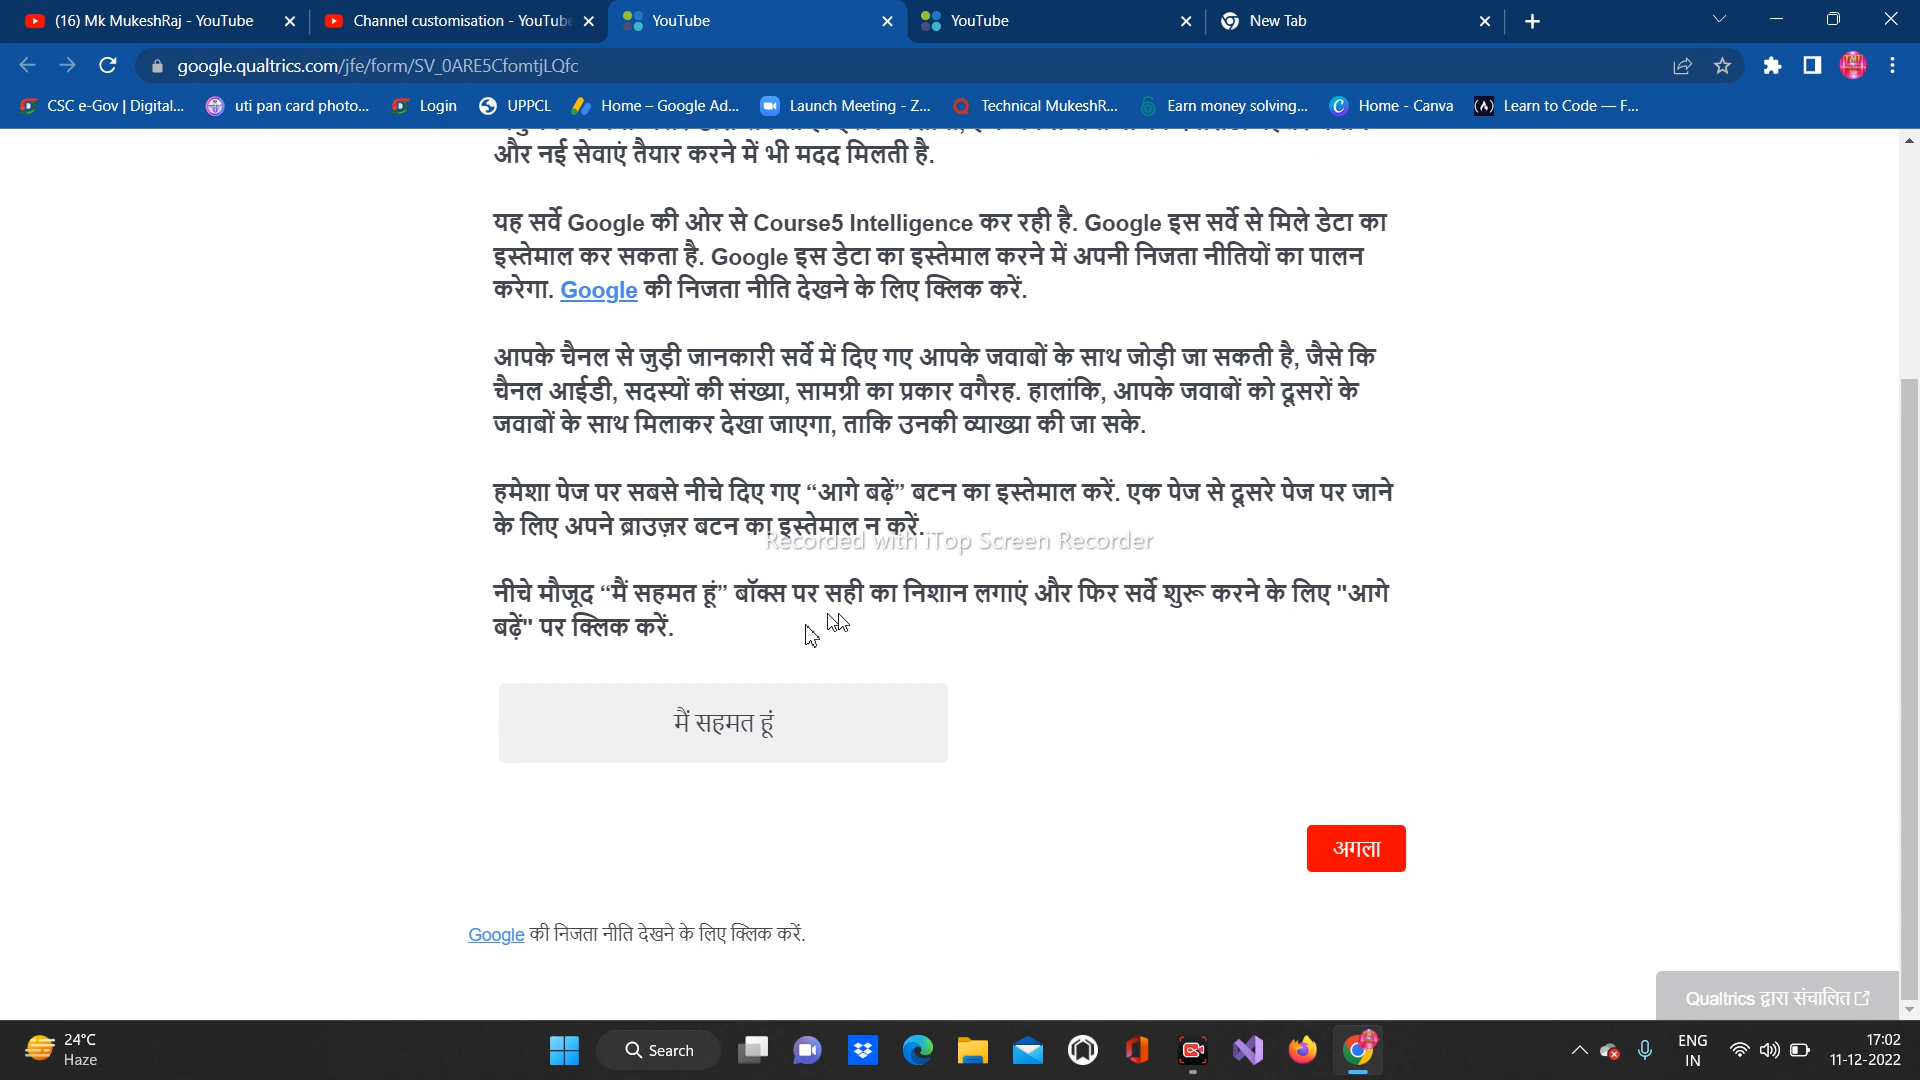 (16) Mk MukeshRaj - YouTube
Channel customisation - YouTube
YouTube
YouTube
New Tab
google.qualtrics.com/jfe/form/SV_0ARE5CfomtjLQfc
CSC e-Gov | Digital...
uti pan card photo...
Login
UPPCL
Home – Google Ad...
Launch Meeting - Z...
Technical MukeshR...
Earn money solving...
Home - Canva
Learn to Code — F...
और नई सेवाएं तैयार करने में भी मदद मिलती है.
यह सर्वे Google की ओर से Course5 Intelligence कर रही है. Google इस सर्वे से मिले डेटा का
इस्तेमाल कर सकता है. Google इस डेटा का इस्तेमाल करने में अपनी निजता नीतियों का पालन
करेगा. Google की निजता नीति देखने के लिए क्लिक करें.
आपके चैनल से जुड़ी जानकारी सर्वे में दिए गए आपके जवाबों के साथ जोड़ी जा सकती है, जैसे कि
चैनल आईडी, सदस्यों की संख्या, सामग्री का प्रकार वगैरह. हालांकि, आपके जवाबों को दूसरों के
जवाबों के साथ मिलाकर देखा जाएगा, ताकि उनकी व्याख्या की जा सके.
हमेशा पेज पर सबसे नीचे दिए गए “आगे बढ़ें” बटन का इस्तेमाल करें. एक पेज से दूसरे पेज पर जाने
के लिए अपने ब्राउज़र बटन का इस्तेमाल न करें.
Recorded with iTop Screen Recorder
नीचे मौजूद “मैं सहमत हूं” बॉक्स पर सही का निशान लगाएं और फिर सर्वे शुरू करने के लिए "आगे
बढ़ें" पर क्लिक करें.
मैं सहमत हूं
अगला
Google की निजता नीति देखने के लिए क्लिक करें.
Qualtrics द्वारा संचालित
24°C
Haze
Search
ENG
IN
17:02
11-12-2022